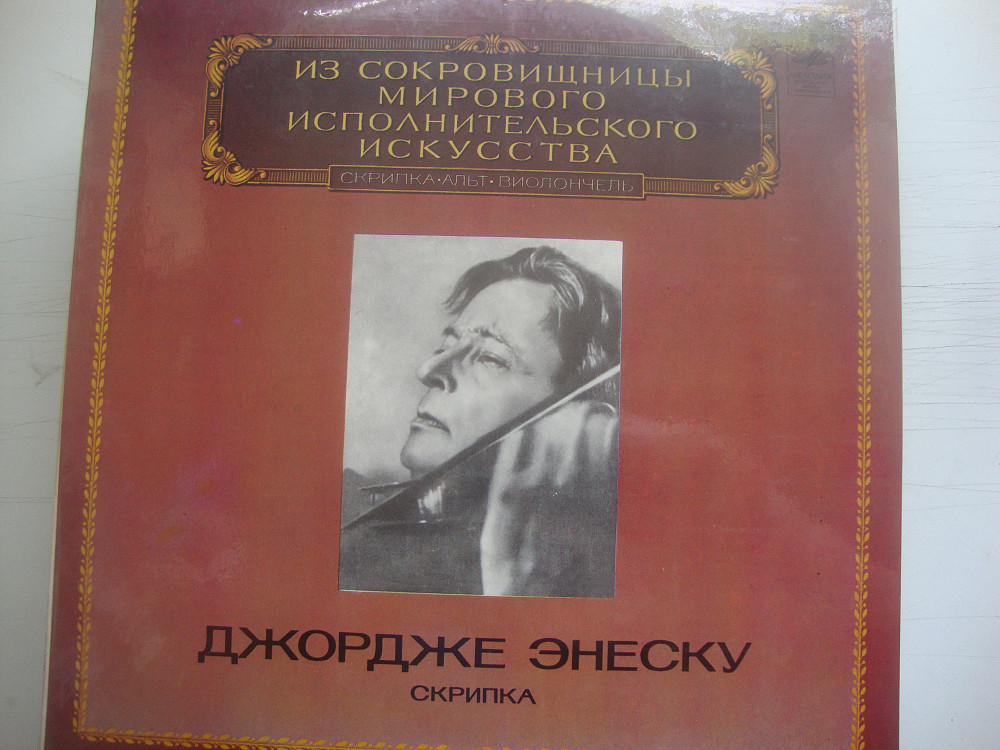 ИЗ СОКРОВИЩНИЦЫ
МИРОВОГО
ИСПОЛНИТЕЛЬСКОГО
ИСКУССТВА
СКРИПКА•АЛЬТ•ВИОЛОНЧЕЛЬ
ДЖОРДЖЕ ЭНЕСКУ
СКРИПКА